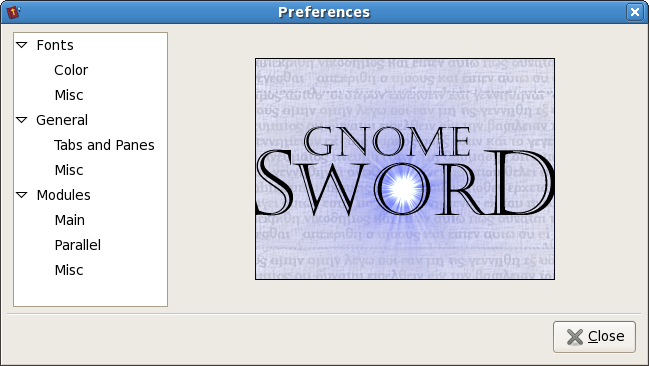 Preferences
Fonts
Color
Misc
General
Tabs and Panes
Misc
Modules
Main
Parallel
Misc
GNOME
SWORD
Close